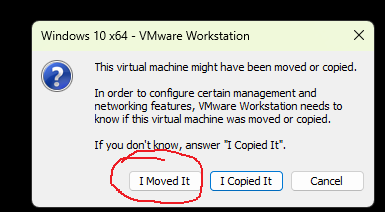 Windows 10 x64 - VMware Workstation
This virtual machine might have been moved or copied.
In order to configure certain management and
networking features, VMware Workstation needs to
know if this virtual machine was moved or copied.
If you don't know, answer "I Copied It".
I Moved It I Copied It Cancel